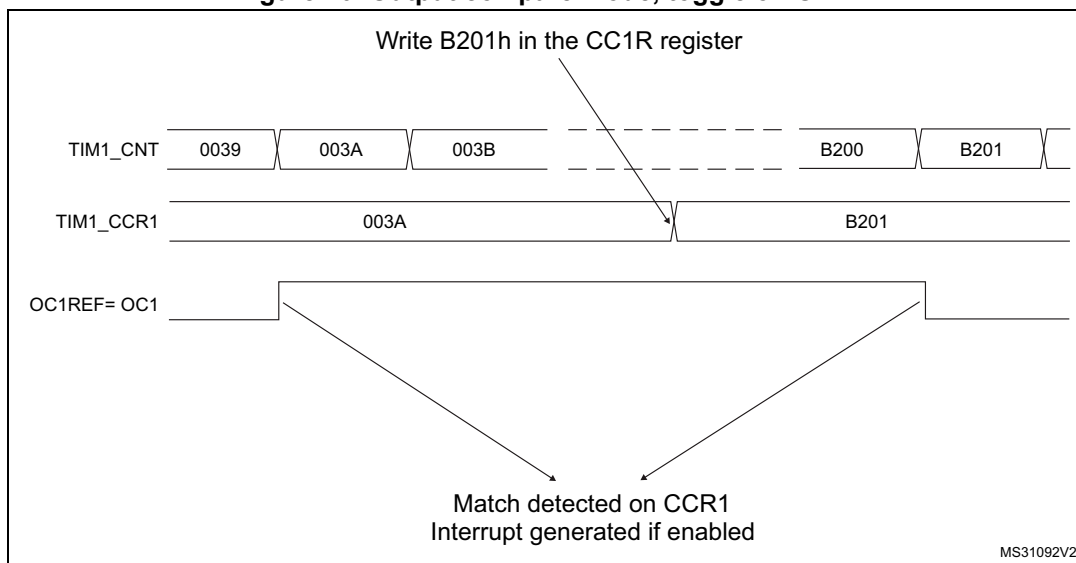 Write B201h in the CC1R register
TIM1_CNT 0039 003A 003B B200 B201
TIM1_CCR1 003A B201
OC1REF= OC1
Match detected on CCR1
Interrupt generated if enabled
MS31092V2